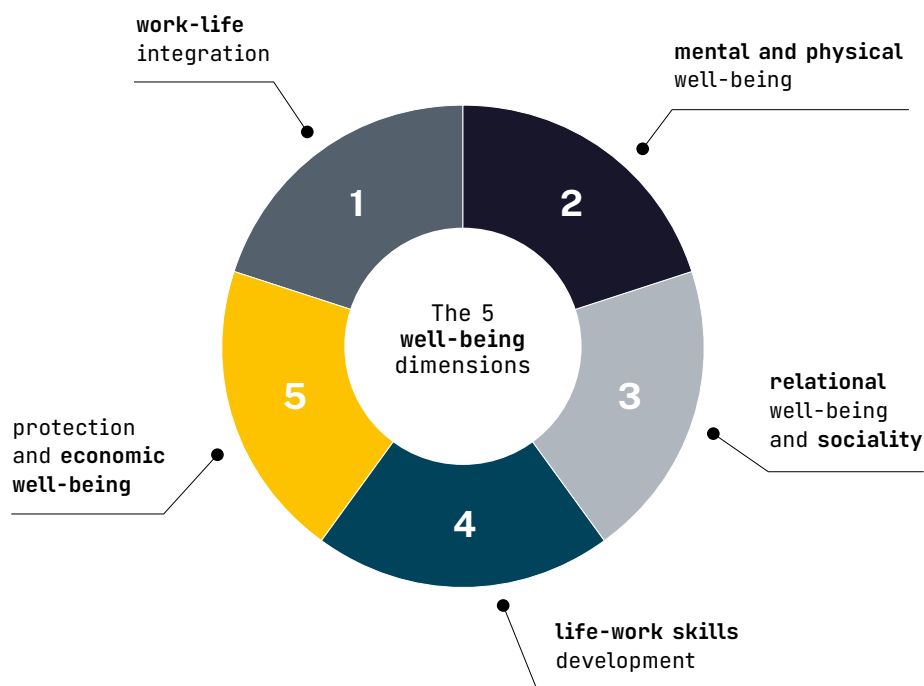 work-life
integration
mental and physical
well-being
1
2
The 5
well-being
dimensions
3
relational
well-being
and sociality
5
protection
and economic
well-being
4
life-work skills
development